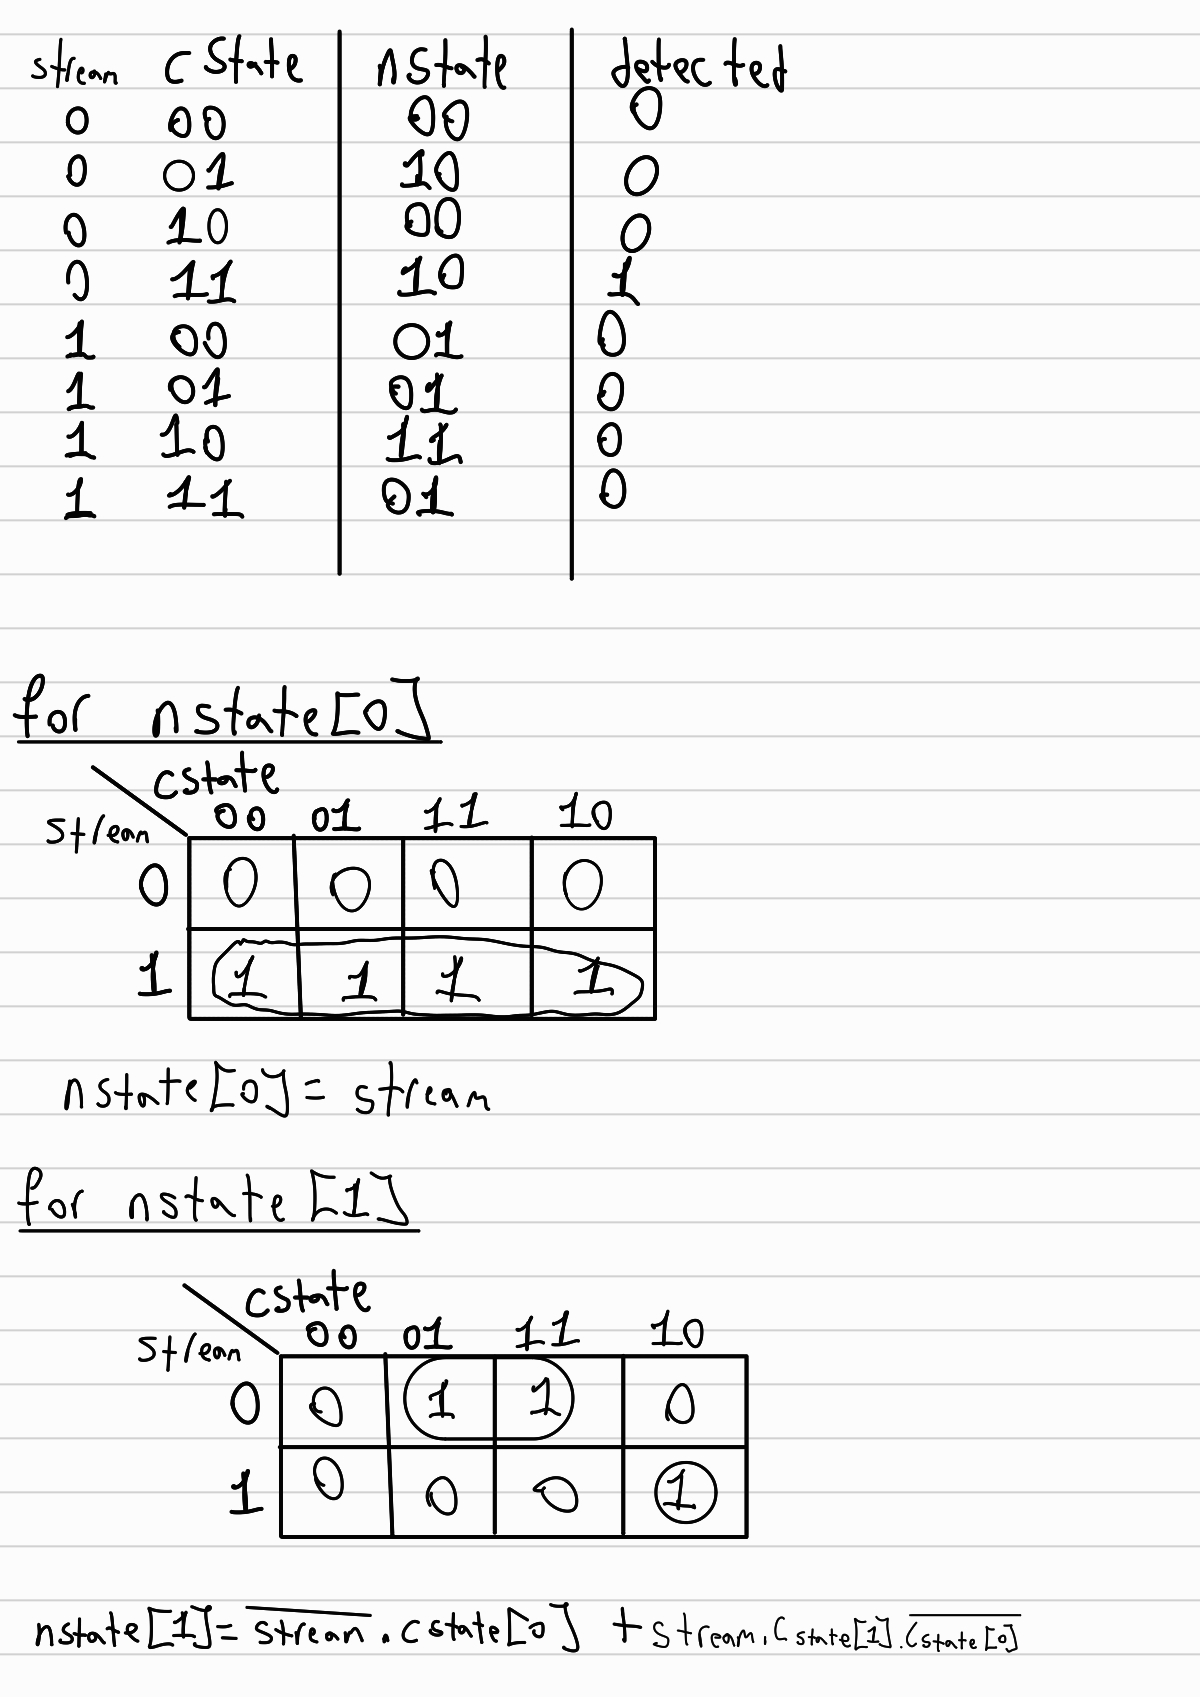 stream cState nState detected
0 00 00 0
0 01 10 0
0 10 00 0
0 11 10 1
1 00 01 0
1 01 01 0
1 10 11 0
1 11 01 0
for nstate[0]
cstate
stream 00 01 11 10
0 0 0 0 0
1 1 1 1 1
nstate[0] = stream
for nstate[1]
cstate
stream 00 01 11 10
0 0 1 1 0
1 0 0 0 1
nstate[1] = s̅t̅r̅e̅a̅m̅ . cstate[0] + stream . cstate[1] . c̅s̅t̅a̅t̅e̅[̅0̅]̅